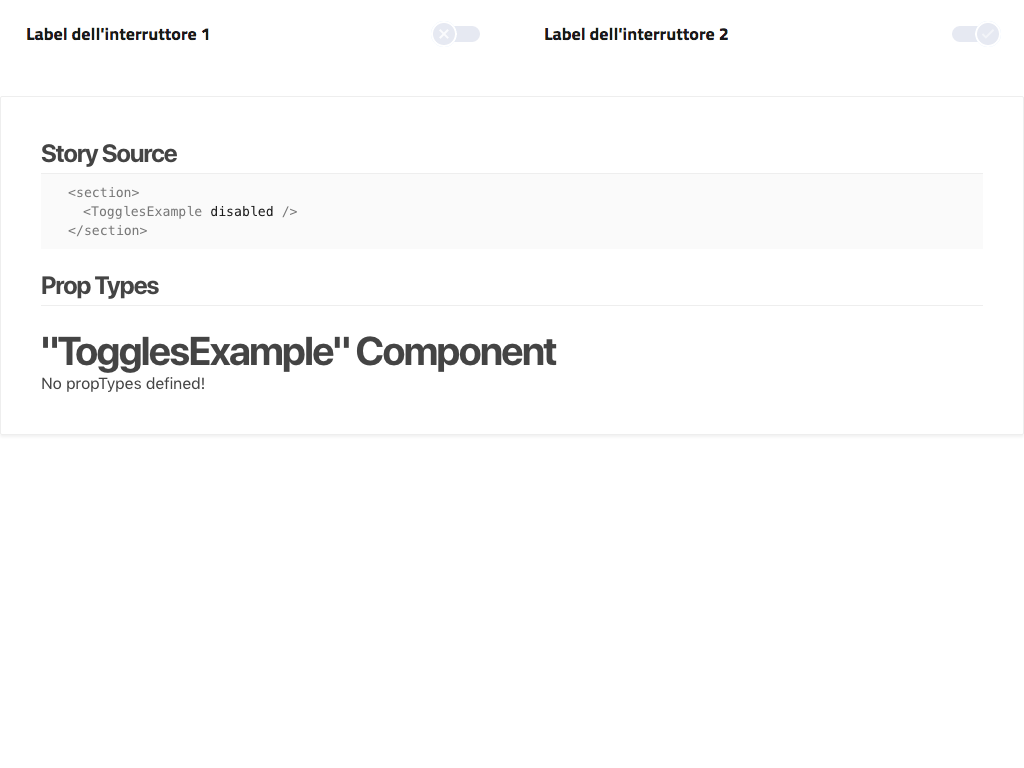 Label dell'interruttore 1
Label dell'interruttore 2
Story Source
<section>
  <TogglesExample disabled />
</section>
Prop Types
"TogglesExample" Component
No propTypes defined!